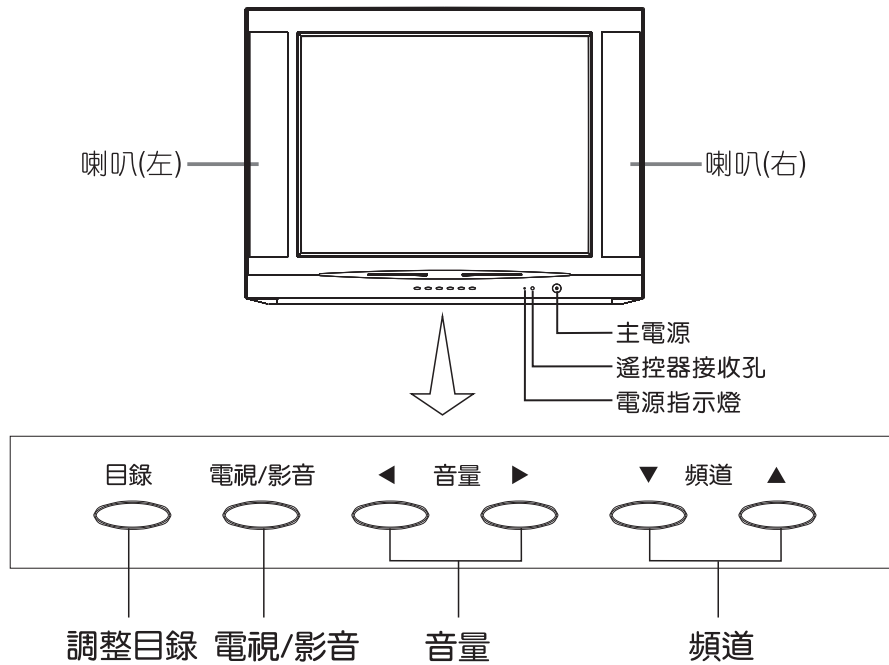 喇叭(左)
喇叭(右)
主電源
遙控器接收孔
電源指示燈
目錄
電視/影音
◀ 音量 ▶
▼ 頻道 ▲
調整目錄
電視/影音
音量
頻道